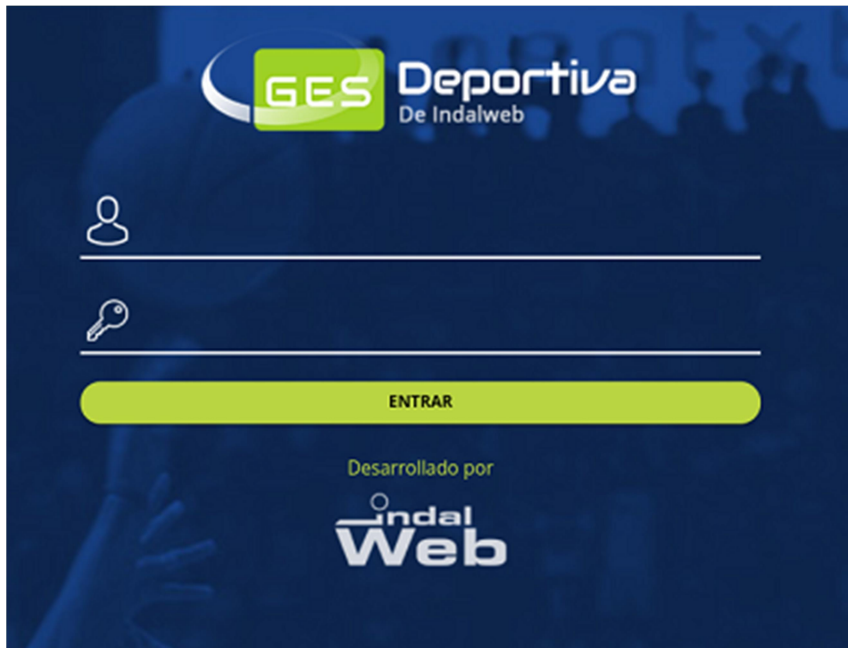 GES Deportiva
De Indalweb
ENTRAR
Desarrollado por
indal
Web